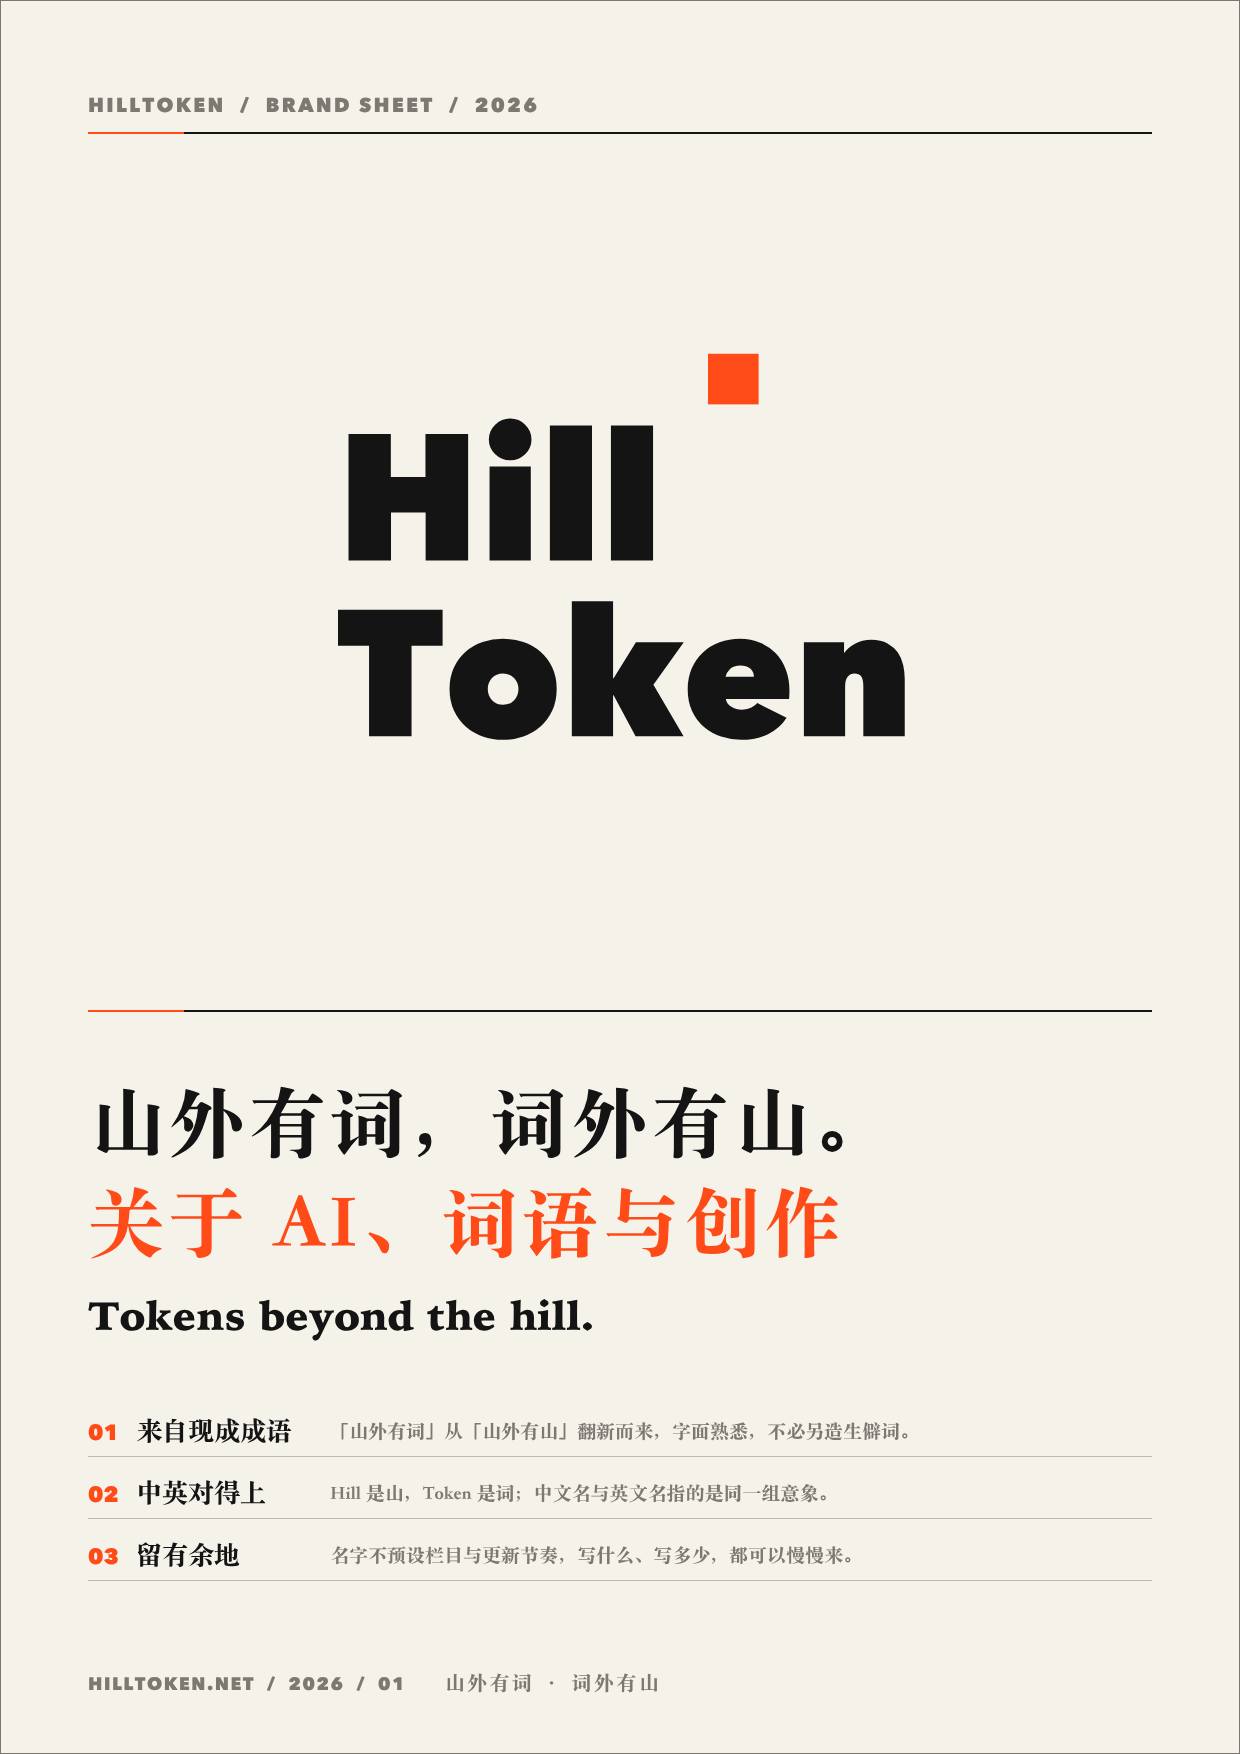 HILLTOKEN / BRAND SHEET / 2026
Hill
Token
山外有词，词外有山。
关于 AI、词语与创作
Tokens beyond the hill.
01 来自现成成语 「山外有词」从「山外有山」翻新而来，字面熟悉，不必另造生僻词。
02 中英对得上 Hill 是山，Token 是词；中文名与英文名指的是同一组意象。
03 留有余地 名字不预设栏目与更新节奏，写什么、写多少，都可以慢慢来。
HILLTOKEN.NET / 2026 / 01 山外有词 · 词外有山